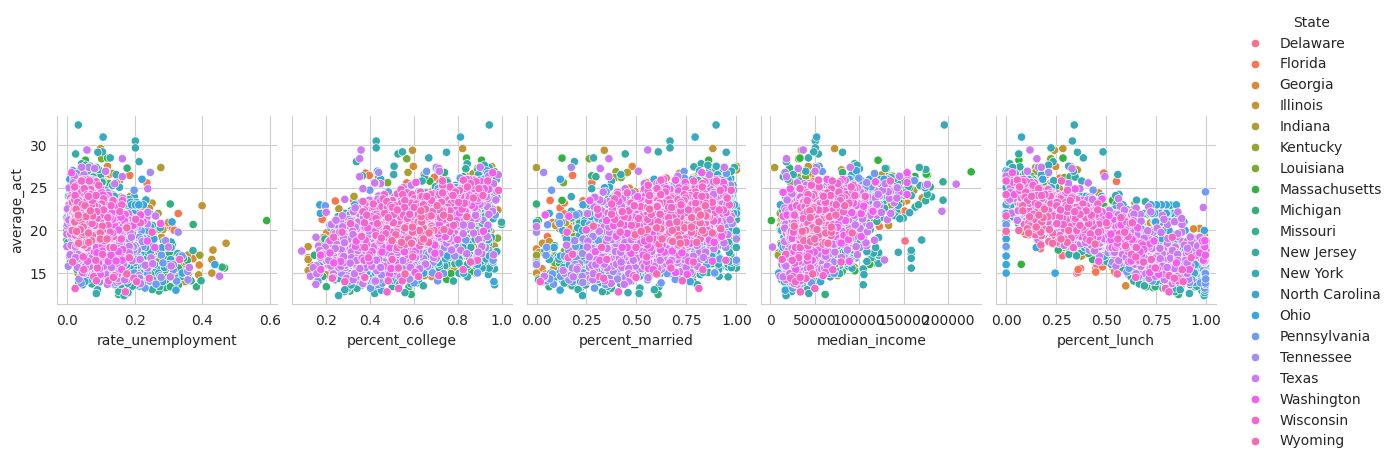 State
Delaware
Florida
Georgia
Illinois
Indiana
Kentucky
Louisiana
Massachusetts
Michigan
Missouri
New Jersey
New York
North Carolina
Ohio
Pennsylvania
Tennessee
Texas
Washington
Wisconsin
Wyoming
average_act
30
25
20
15
0.0 0.2 0.4 0.6
rate_unemployment
0.2 0.4 0.6 0.8 1.0
percent_college
0.00 0.25 0.50 0.75 1.00
percent_married
0 50000 100000 150000 200000
median_income
0.00 0.25 0.50 0.75 1.00
percent_lunch